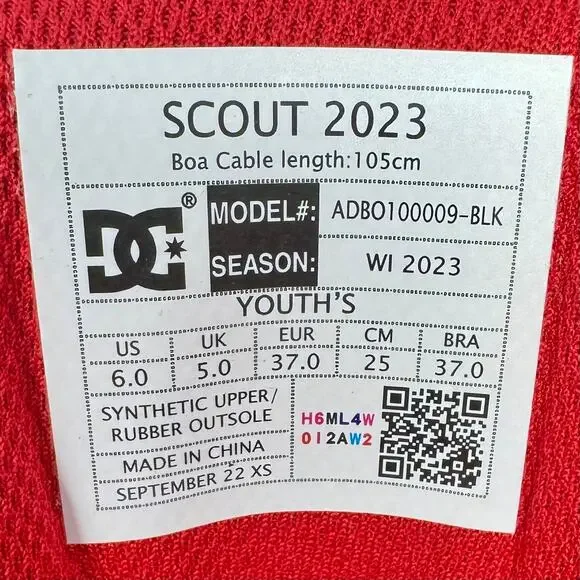 SCOUT 2023
Boa Cable length:105cm
DC ®
MODEL#: ADBO100009-BLK
SEASON: WI 2023
YOUTH'S
US UK EUR CM BRA
6.0 5.0 37.0 25 37.0
SYNTHETIC UPPER/
RUBBER OUTSOLE
MADE IN CHINA
SEPTEMBER 22 XS
H6ML4W
012AW2